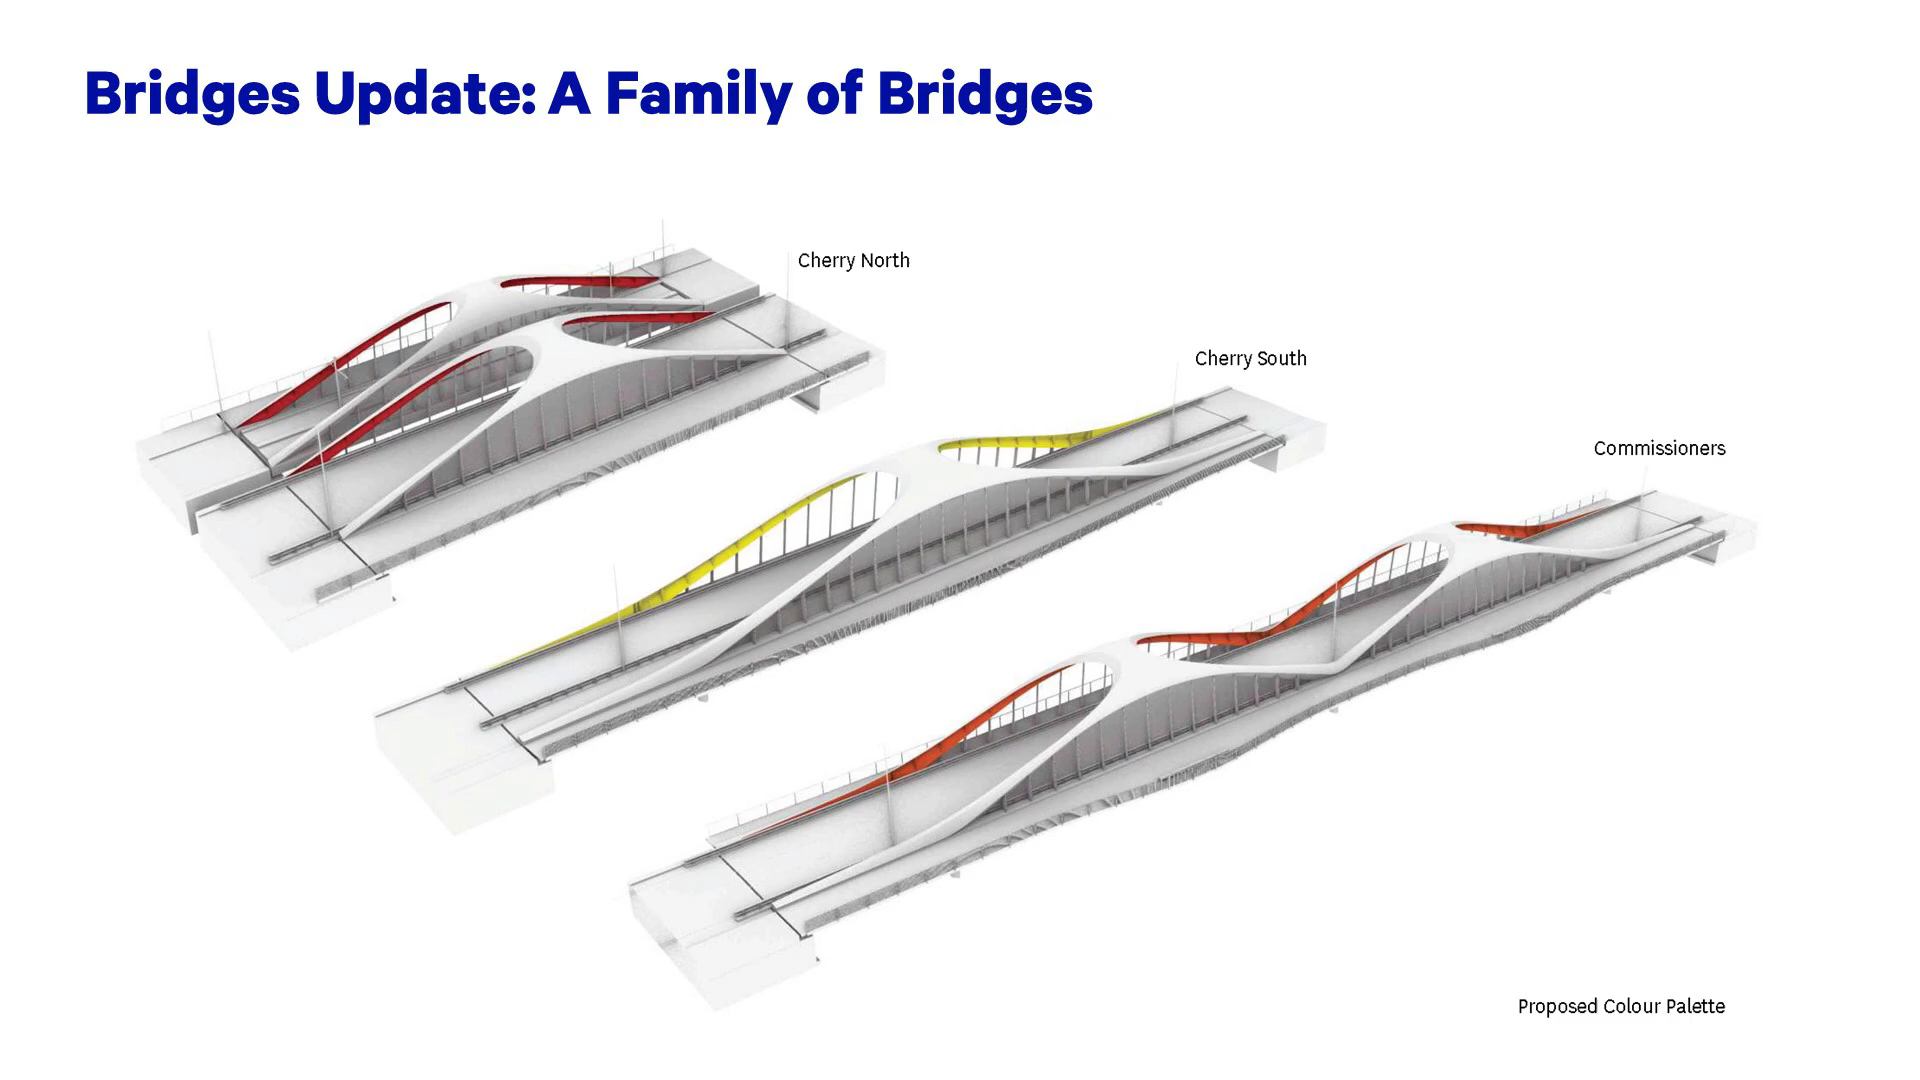 Bridges Update: A Family of Bridges
Cherry North
Cherry South
Commissioners
Proposed Colour Palette